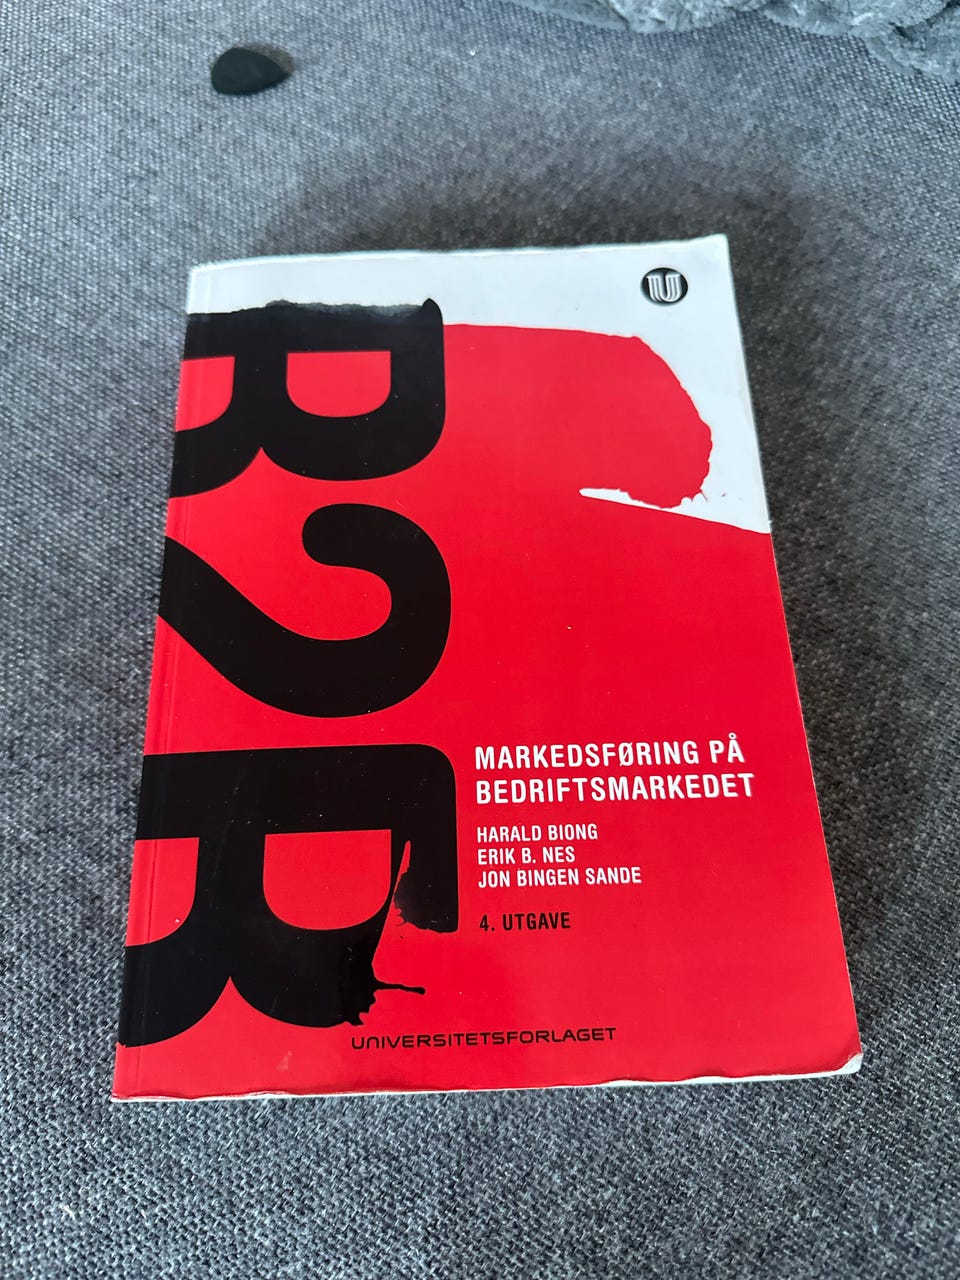 U
B2B
MARKEDSFØRING PÅ
BEDRIFTSMARKEDET
HARALD BIONG
ERIK B. NES
JON BINGEN SANDE
4. UTGAVE
UNIVERSITETSFORLAGET